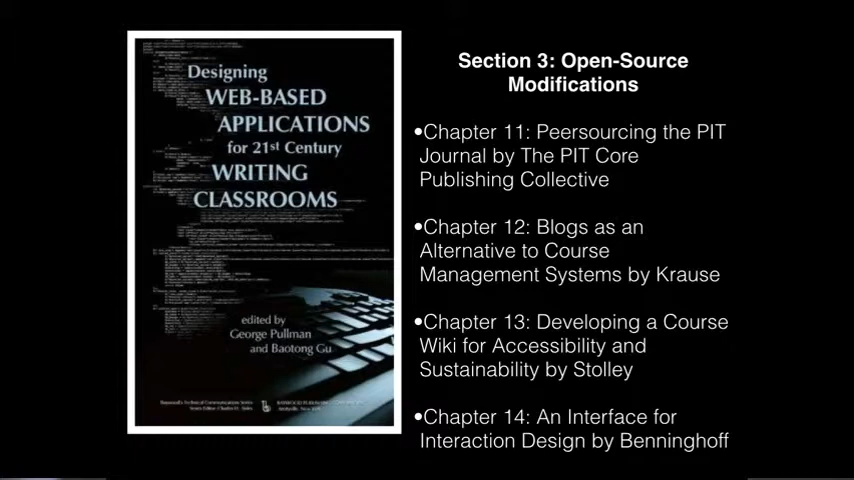 Designing
WEB-BASED
APPLICATIONS
for 21st Century
WRITING
CLASSROOMS
edited by
George Pullman
and Baotong Gu
Section 3: Open-Source
Modifications
•Chapter 11: Peersourcing the PIT
Journal by The PIT Core
Publishing Collective
•Chapter 12: Blogs as an
Alternative to Course
Management Systems by Krause
•Chapter 13: Developing a Course
Wiki for Accessibility and
Sustainability by Stolley
•Chapter 14: An Interface for
Interaction Design by Benninghoff